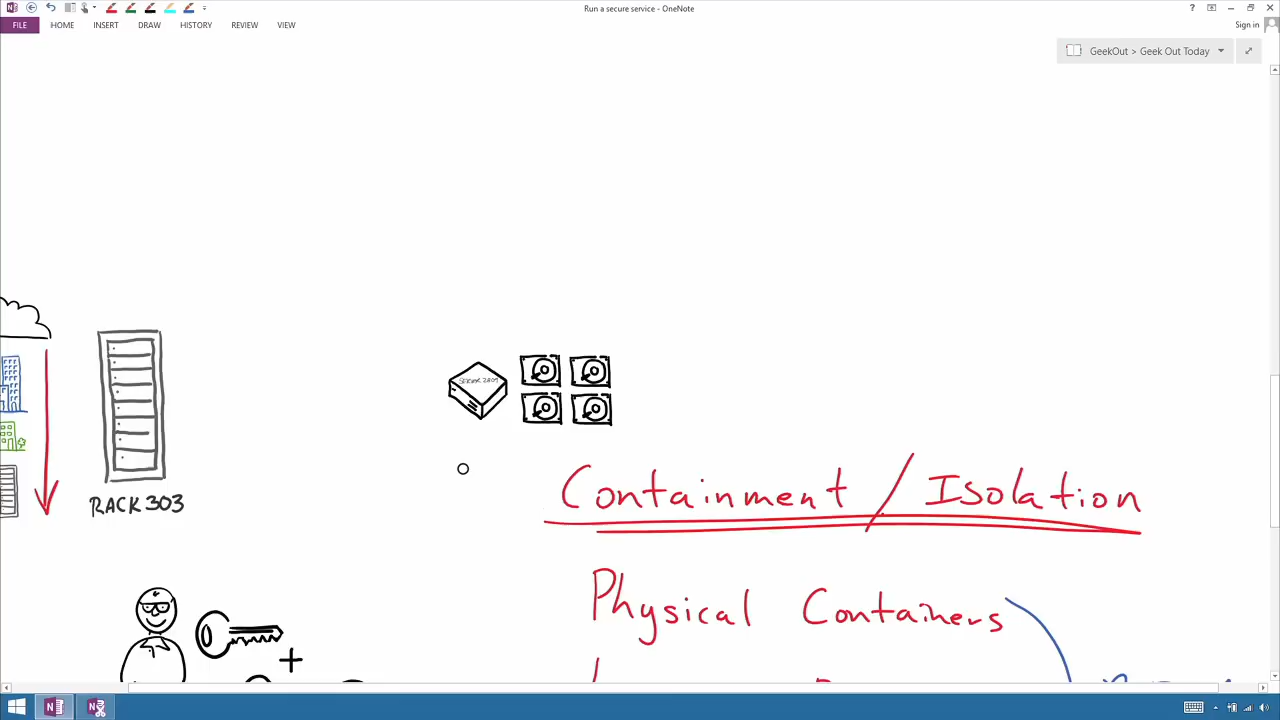 Run a secure service - OneNote
Sign in
FILE HOME INSERT DRAW HISTORY REVIEW VIEW
GeekOut > Geek Out Today
RACK 303
Containment / Isolation
Physical Containers